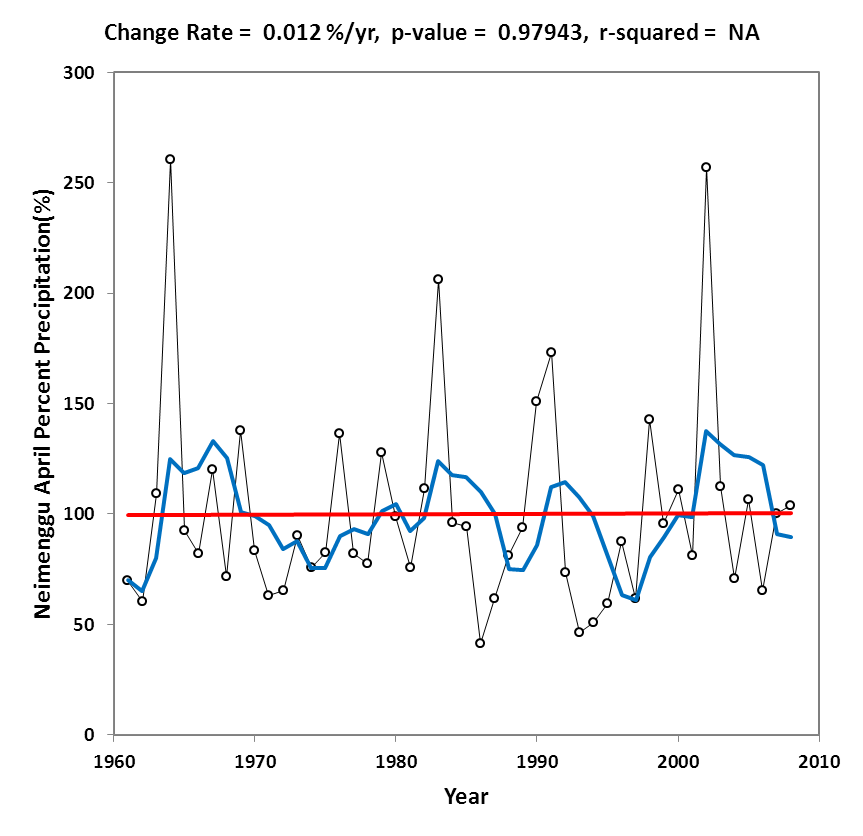 Change Rate = 0.012 %/yr, p-value = 0.97943, r-squared = NA
300
250
200
150
100
50
0
Neimenggu April Percent Precipitation(%)
1960 1970 1980 1990 2000 2010
Year